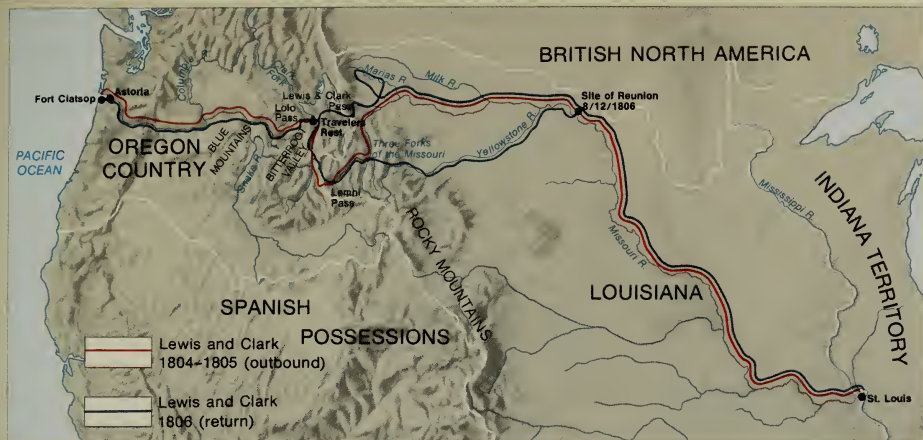 BRITISH NORTH AMERICA
Marias R.
Milk R.
Clark
Fork
Columbia R.
Lewis & Clark
Pass
Site of Reunion
8/12/1806
Fort Clatsop
Astoria
Lolo
Pass
Travelers
Rest
PACIFIC
OCEAN
OREGON
COUNTRY
BLUE
MOUNTAINS
Snake R.
BITTERROOT
VALLEY
Three Forks
of the Missouri
Yellowstone R.
Lemhi
Pass
Mississippi R.
INDIANA TERRITORY
ROCKY MOUNTAINS
Missouri R.
LOUISIANA
SPANISH
POSSESSIONS
Lewis and Clark
1804–1805 (outbound)
Lewis and Clark
1806 (return)
St. Louis